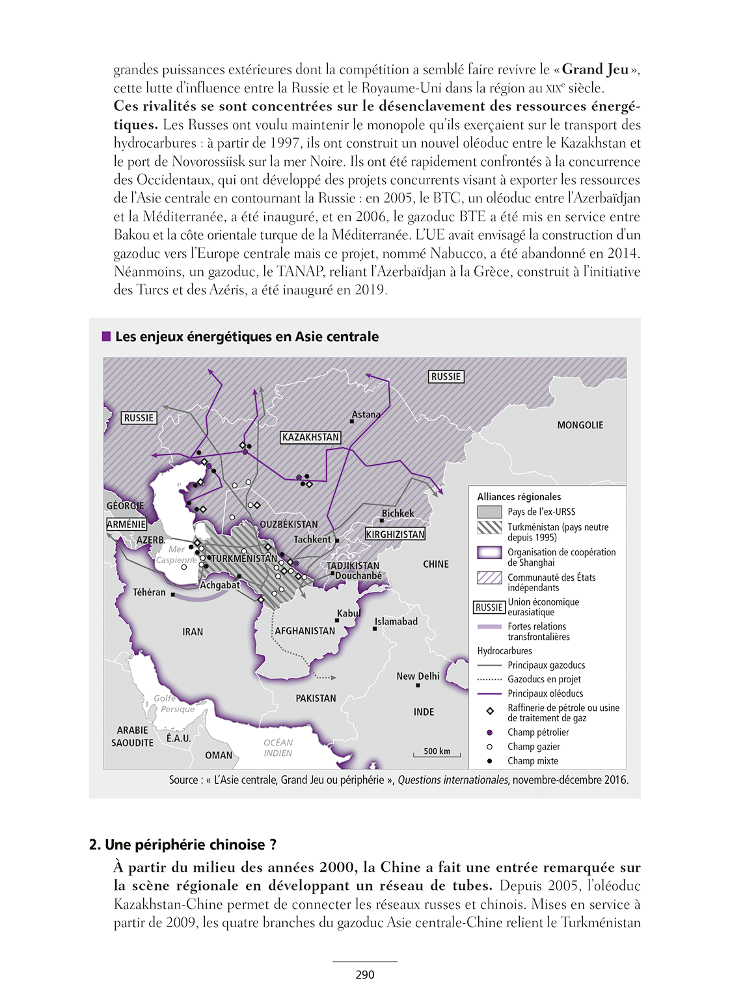 grandes puissances extérieures dont la compétition a semblé faire revivre le « Grand Jeu »,
cette lutte d’influence entre la Russie et le Royaume-Uni dans la région au XIXe siècle.
Ces rivalités se sont concentrées sur le désenclavement des ressources énergé-
tiques. Les Russes ont voulu maintenir le monopole qu’ils exerçaient sur le transport des
hydrocarbures : à partir de 1997, ils ont construit un nouvel oléoduc entre le Kazakhstan et
le port de Novorossiisk sur la mer Noire. Ils ont été rapidement confrontés à la concurrence
des Occidentaux, qui ont développé des projets concurrents visant à exporter les ressources
de l’Asie centrale en contournant la Russie : en 2005, le BTC, un oléoduc entre l’Azerbaïdjan
et la Méditerranée, a été inauguré, et en 2006, le gazoduc BTE a été mis en service entre
Bakou et la côte orientale turque de la Méditerranée. L’UE avait envisagé la construction d’un
gazoduc vers l’Europe centrale mais ce projet, nommé Nabucco, a été abandonné en 2014.
Néanmoins, un gazoduc, le TANAP, reliant l’Azerbaïdjan à la Grèce, construit à l’initiative
des Turcs et des Azéris, a été inauguré en 2019.
Les enjeux énergétiques en Asie centrale
RUSSIE
RUSSIE
Astana
MONGOLIE
KAZAKHSTAN
GÉORGIE
ARMÉNIE
AZERB.
Mer
Caspienne
OUZBÉKISTAN
Bichkek
KIRGHIZISTAN
Tachkent
TURKMÉNISTAN
TADJIKISTAN
Douchanbé
CHINE
Achgabat
Téhéran
IRAN
Kabul
AFGHANISTAN
Islamabad
New Delhi
PAKISTAN
INDE
Golfe
Persique
ARABIE
SAOUDITE
É.A.U.
OMAN
OCÉAN
INDIEN
500 km
Alliances régionales
Pays de l’ex-URSS
Turkménistan (pays neutre
depuis 1995)
Organisation de coopération
de Shanghai
Communauté des États
indépendants
RUSSIE
Union économique
eurasiatique
Fortes relations
transfrontalières
Hydrocarbures
Principaux gazoducs
Gazoducs en projet
Principaux oléoducs
Raffinerie de pétrole ou usine
de traitement de gaz
Champ pétrolier
Champ gazier
Champ mixte
Source : « L’Asie centrale, Grand Jeu ou périphérie », Questions internationales, novembre-décembre 2016.
2. Une périphérie chinoise ?
À partir du milieu des années 2000, la Chine a fait une entrée remarquée sur
la scène régionale en développant un réseau de tubes. Depuis 2005, l’oléoduc
Kazakhstan-Chine permet de connecter les réseaux russes et chinois. Mises en service à
partir de 2009, les quatre branches du gazoduc Asie centrale-Chine relient le Turkménistan
290